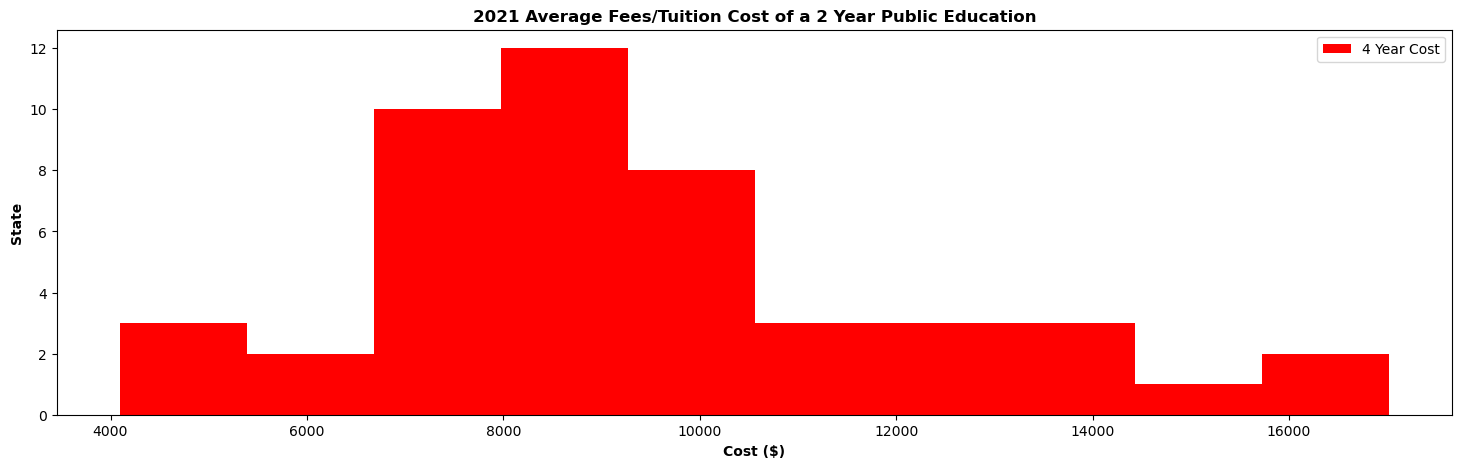 2021 Average Fees/Tuition Cost of a 2 Year Public Education
4 Year Cost
12
10
8
6
4
2
0
State
4000 6000 8000 10000 12000 14000 16000
Cost ($)